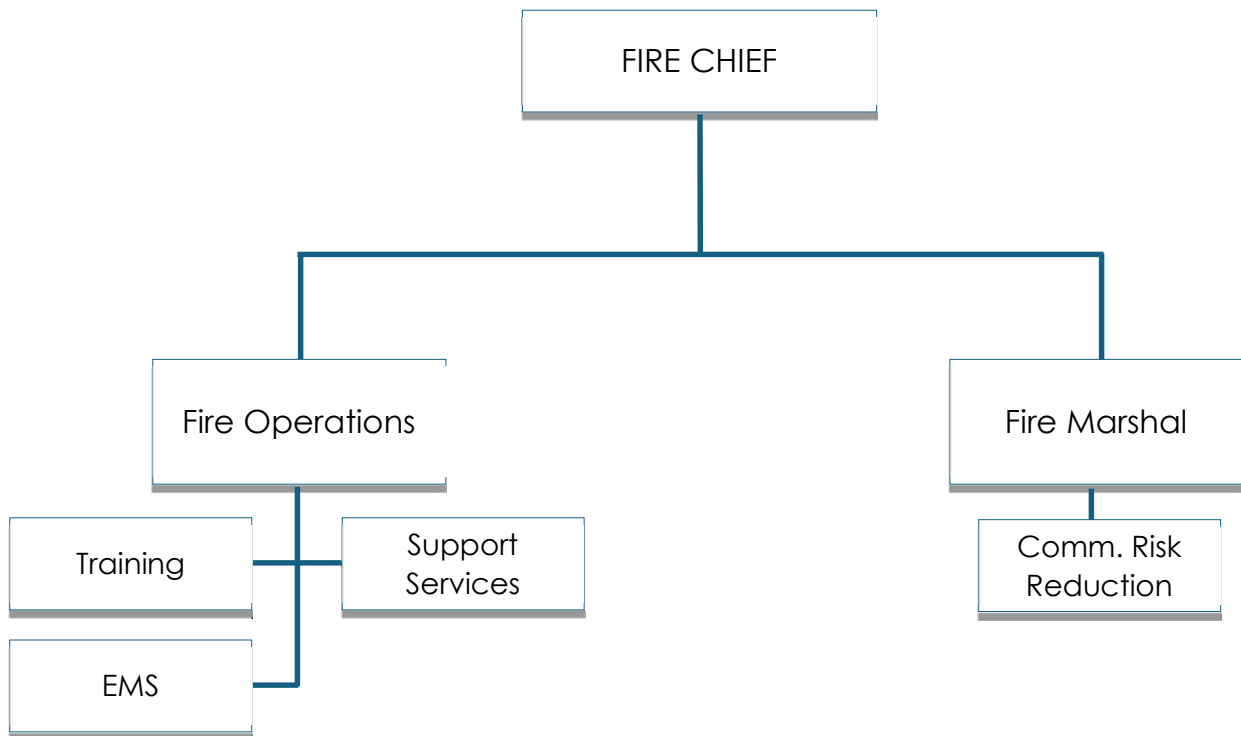 FIRE CHIEF
Fire Operations
Fire Marshal
Training
Support
Services
Comm. Risk
Reduction
EMS